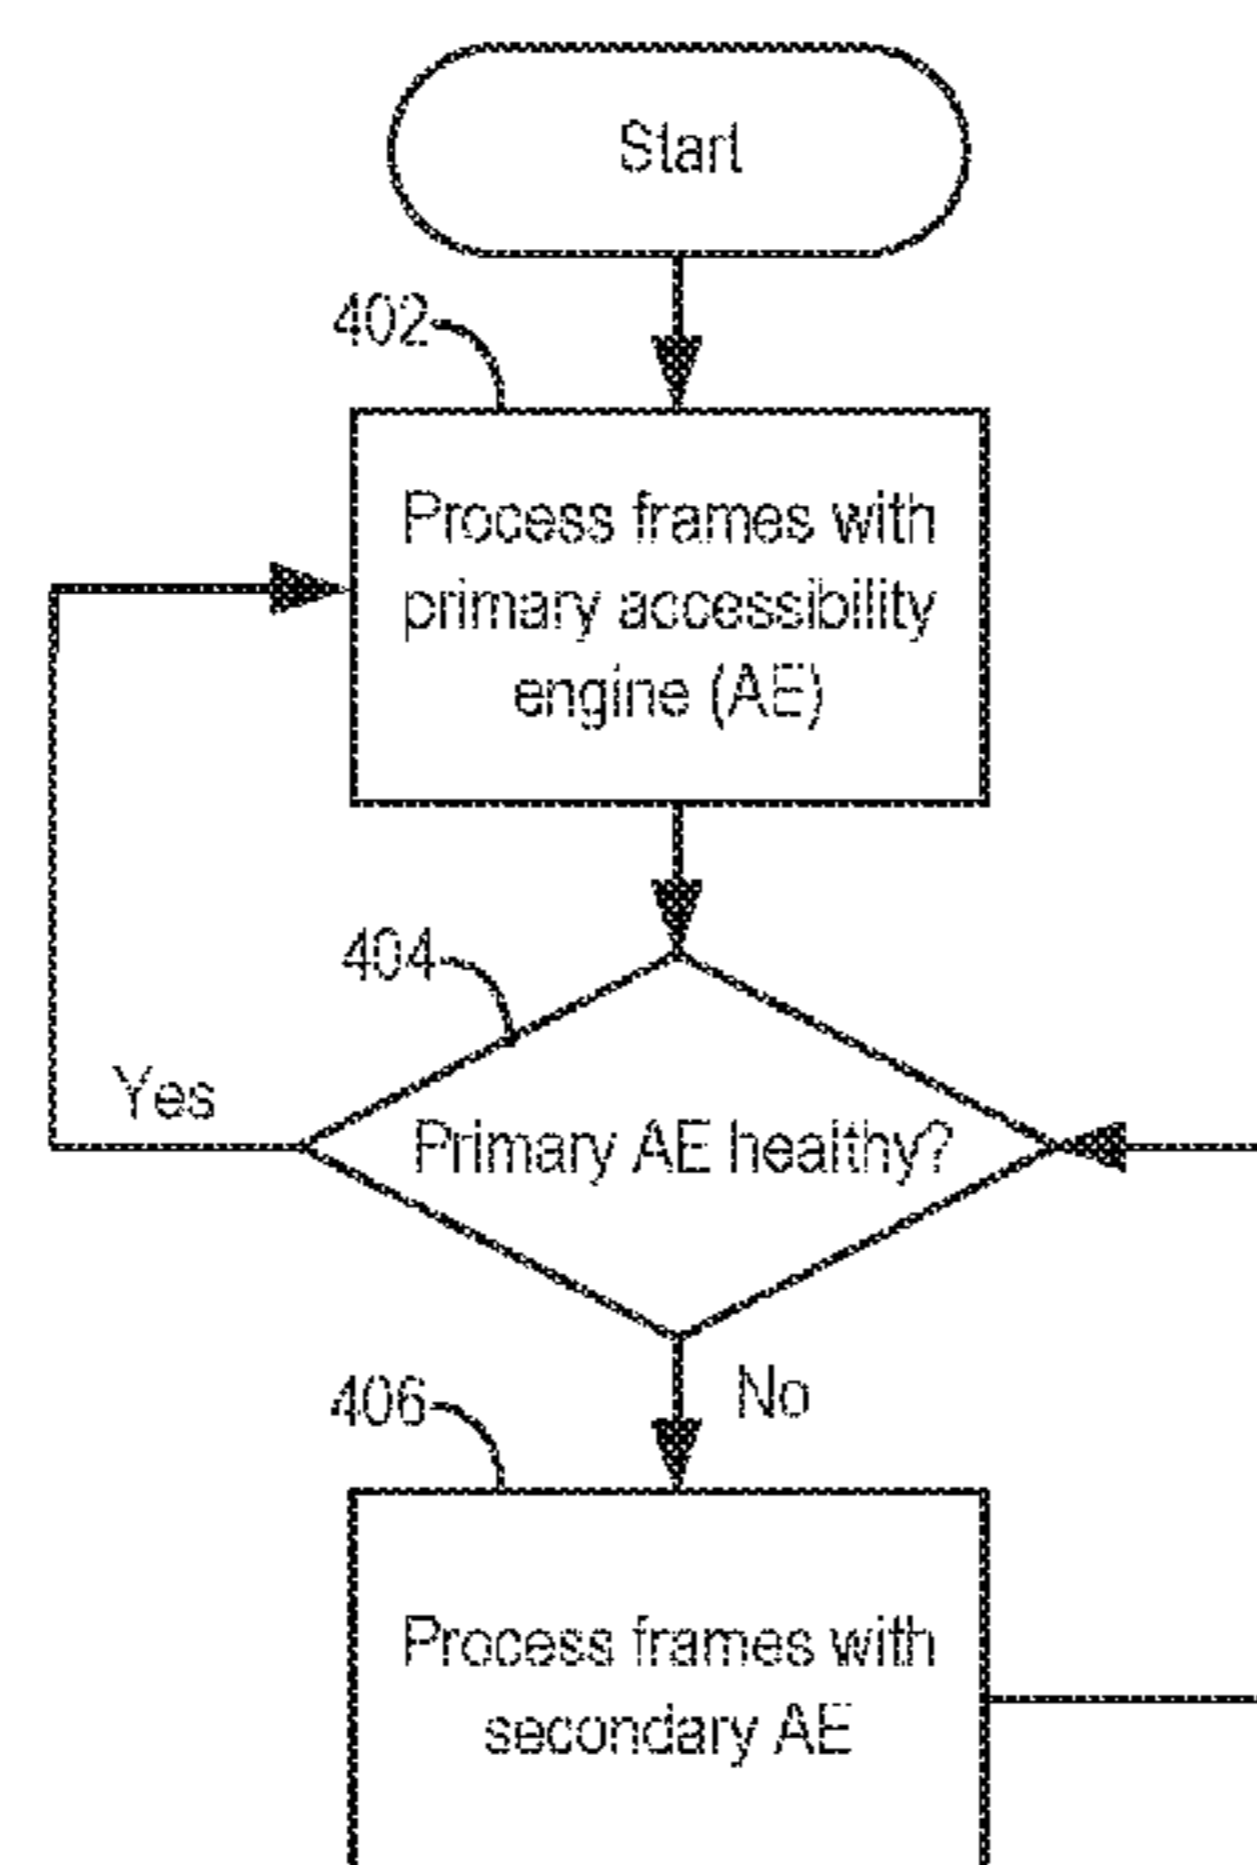 Start
402
Process frames with
primary accessibility
engine (AE)
404
Yes
Primary AE healthy?
No
406
Process frames with
secondary AE